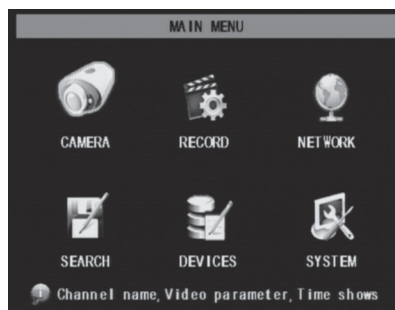 MAIN MENU
CAMERA RECORD NETWORK
SEARCH DEVICES SYSTEM
Channel name, Video parameter, Time shows